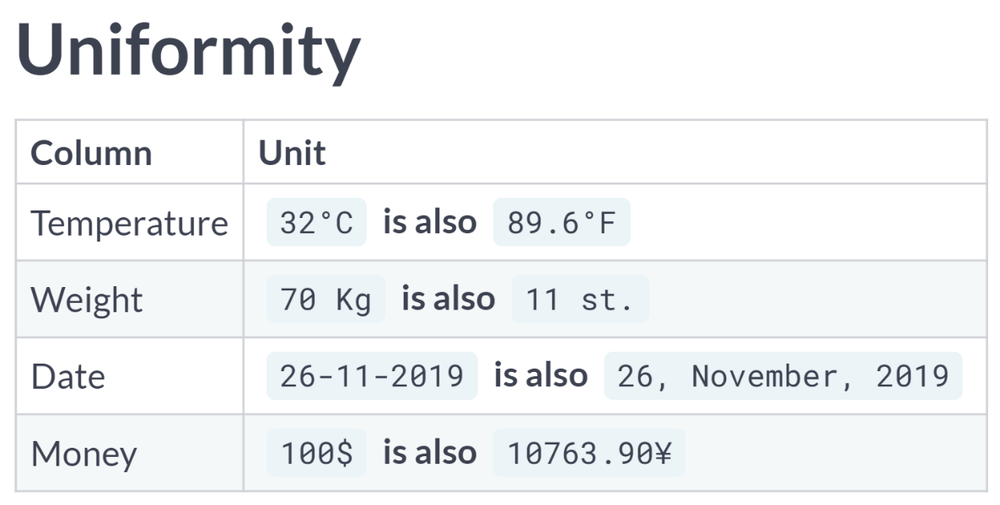 Uniformity
Column Unit
Temperature 32°C is also 89.6°F
Weight 70 Kg is also 11 st.
Date 26-11-2019 is also 26, November, 2019
Money 100$ is also 10763.90¥